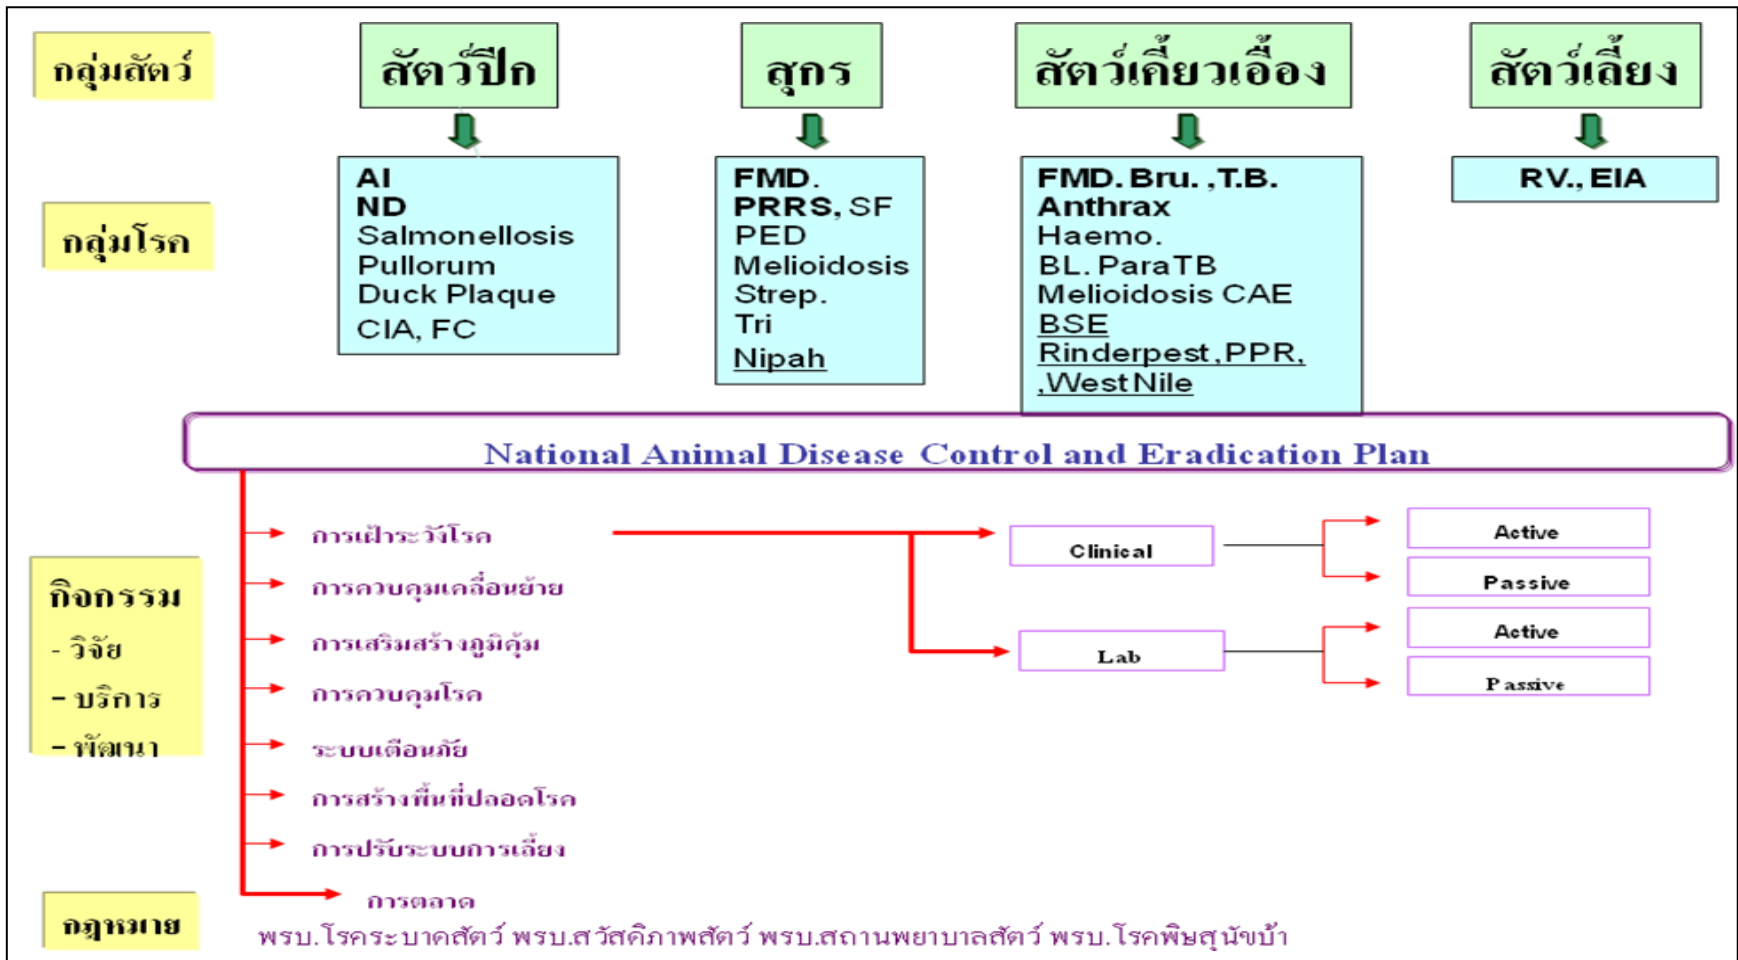 กลุ่มสัตว์
สัตว์ปีก
สุกร
สัตว์เคี้ยวเอื้อง
สัตว์เลี้ยง
กลุ่มโรค
AI
ND
Salmonellosis
Pullorum
Duck Plaque
CIA, FC
FMD.
PRRS, SF
PED
Melioidosis
Strep.
Tri
Nipah
FMD. Bru. ,T.B.
Anthrax
Haemo.
BL. ParaTB
Melioidosis CAE
BSE
Rinderpest,PPR,
,West Nile
RV., EIA
National Animal Disease Control and Eradication Plan
กิจกรรม
- วิจัย
- บริการ
- พัฒนา
การเฝ้าระวังโรค
การควบคุมเคลื่อนย้าย
การเสริมสร้างภูมิคุ้ม
การควบคุมโรค
ระบบเตือนภัย
การสร้างพื้นที่ปลอดโรค
การปรับระบบการเลี้ยง
การตลาด
Clinical
Active
Passive
Lab
Active
Passive
กฎหมาย
พรบ.โรคระบาดสัตว์ พรบ.สวัสดิภาพสัตว์ พรบ.สถานพยาบาลสัตว์ พรบ.โรคพิษสุนัขบ้า